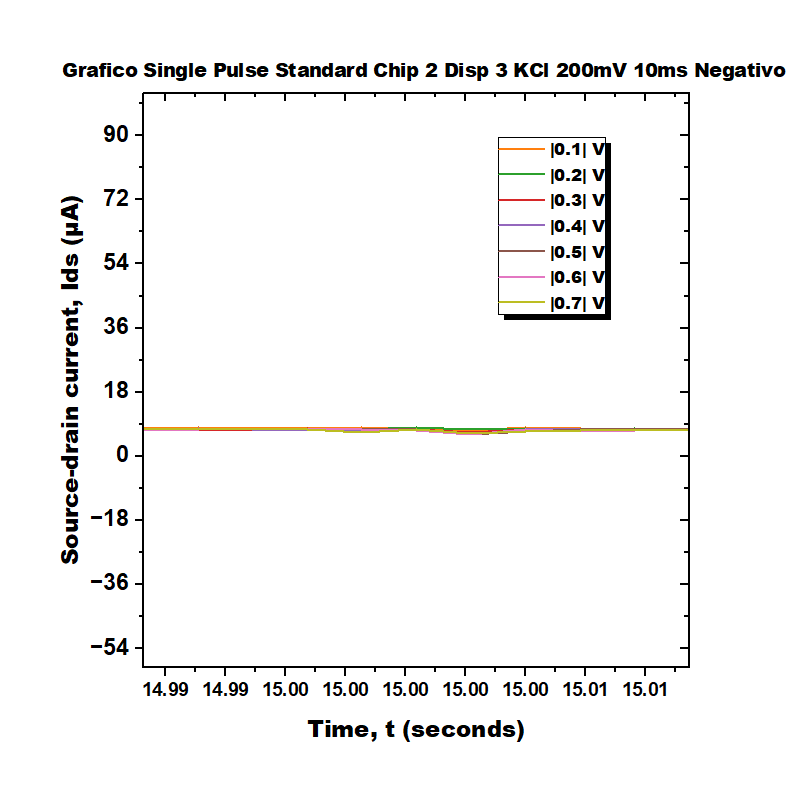 Grafico Single Pulse Standard Chip 2 Disp 3 KCl 200mV 10ms Negativo
|0.1| V
|0.2| V
|0.3| V
|0.4| V
|0.5| V
|0.6| V
|0.7| V
90
72
54
36
18
0
−18
−36
−54
Source-drain current, Ids (µA)
14.99 14.99 15.00 15.00 15.00 15.00 15.00 15.01 15.01
Time, t (seconds)